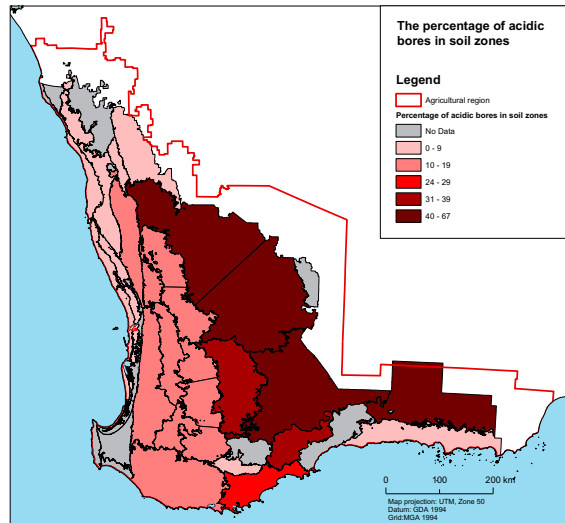 The percentage of acidic
bores in soil zones
Legend
Agricultural region
Percentage of acidic bores in soil zones
No Data
0 - 9
10 - 19
24 - 29
31 - 39
40 - 67
0 100 200 km
Map projection: UTM, Zone 50
Datum: GDA 1994
Grid:MGA 1994